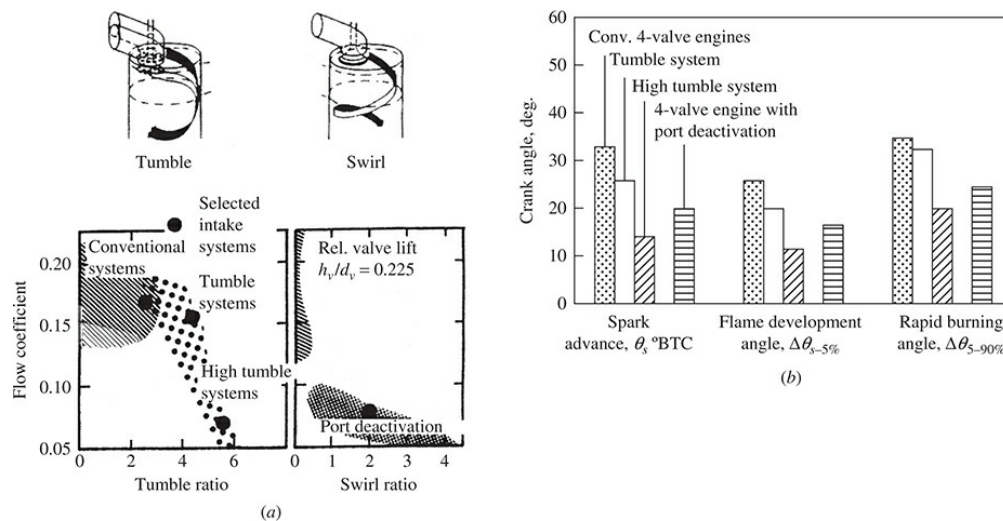 Tumble
Swirl
Selected
intake
systems
Conventional
systems
Tumble
systems
High tumble
systems
Flow coefficient
0.20
0.15
0.10
0.05
0 2 4 6
Tumble ratio
Rel. valve lift
h_v/d_v = 0.225
Port deactivation
0 1 2 3 4
Swirl ratio
(a)
Crank angle, deg.
60
50
40
30
20
10
0
Conv. 4-valve engines
Tumble system
High tumble system
4-valve engine with
port deactivation
Spark
advance, θ_s °BTC
Flame development
angle, Δθ_{s–5%}
Rapid burning
angle, Δθ_{5–90%}
(b)